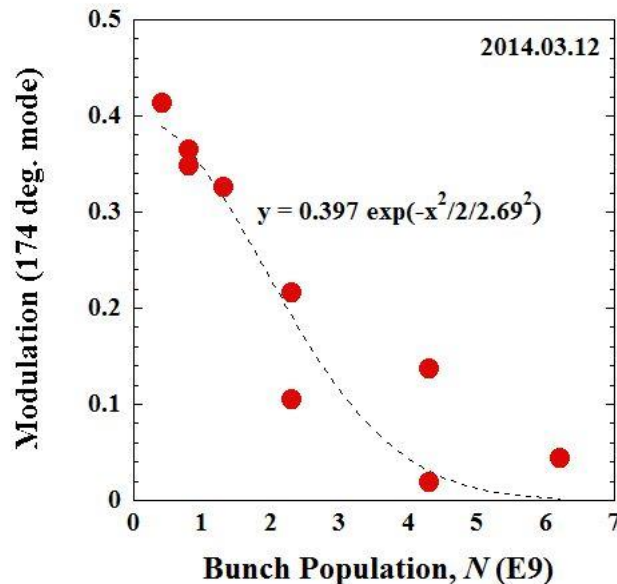 0.5
2014.03.12
0.4
0.3
y = 0.397 exp(-x²/2/2.69²)
0.2
0.1
0
0 1 2 3 4 5 6 7
Modulation (174 deg. mode)
Bunch Population, N (E9)